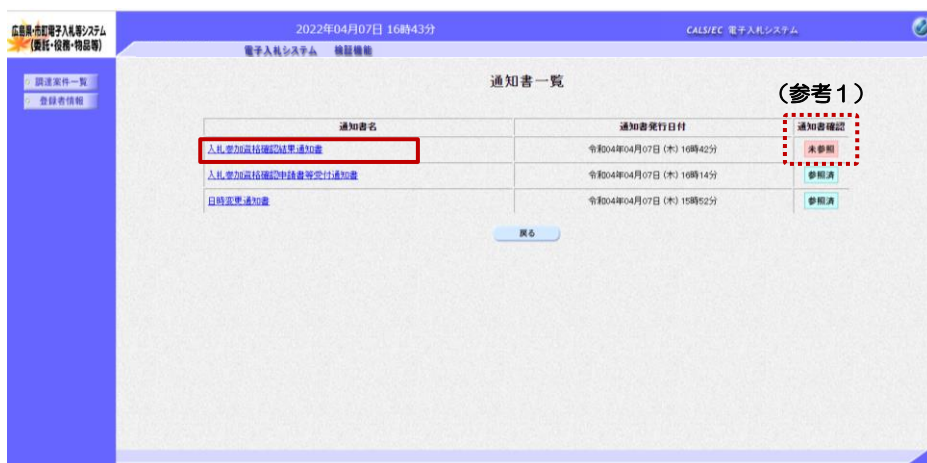 広島県・市町電子入札等システム
(委託・役務・物品等)
2022年04月07日 16時43分
CALS/EC 電子入札システム
電子入札システム 検証機能
調達案件一覧
登録者情報
通知書一覧
(参考1)
通知書名 通知書発行日付 通知書確認
入札参加資格確認結果通知書 令和04年04月07日 (木) 16時42分 未参照
入札参加資格確認申請書等受付通知書 令和04年04月07日 (木) 16時14分 参照済
日時変更通知書 令和04年04月07日 (木) 15時52分 参照済
戻る